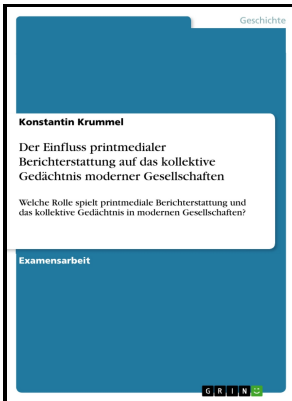 Geschichte
Konstantin Krummel
Der Einfluss printmedialer
Berichterstattung auf das kollektive
Gedächtnis moderner Gesellschaften
Welche Rolle spielt printmediale Berichterstattung und
das kollektive Gedächtnis in modernen Gesellschaften?
Examensarbeit
GRIN